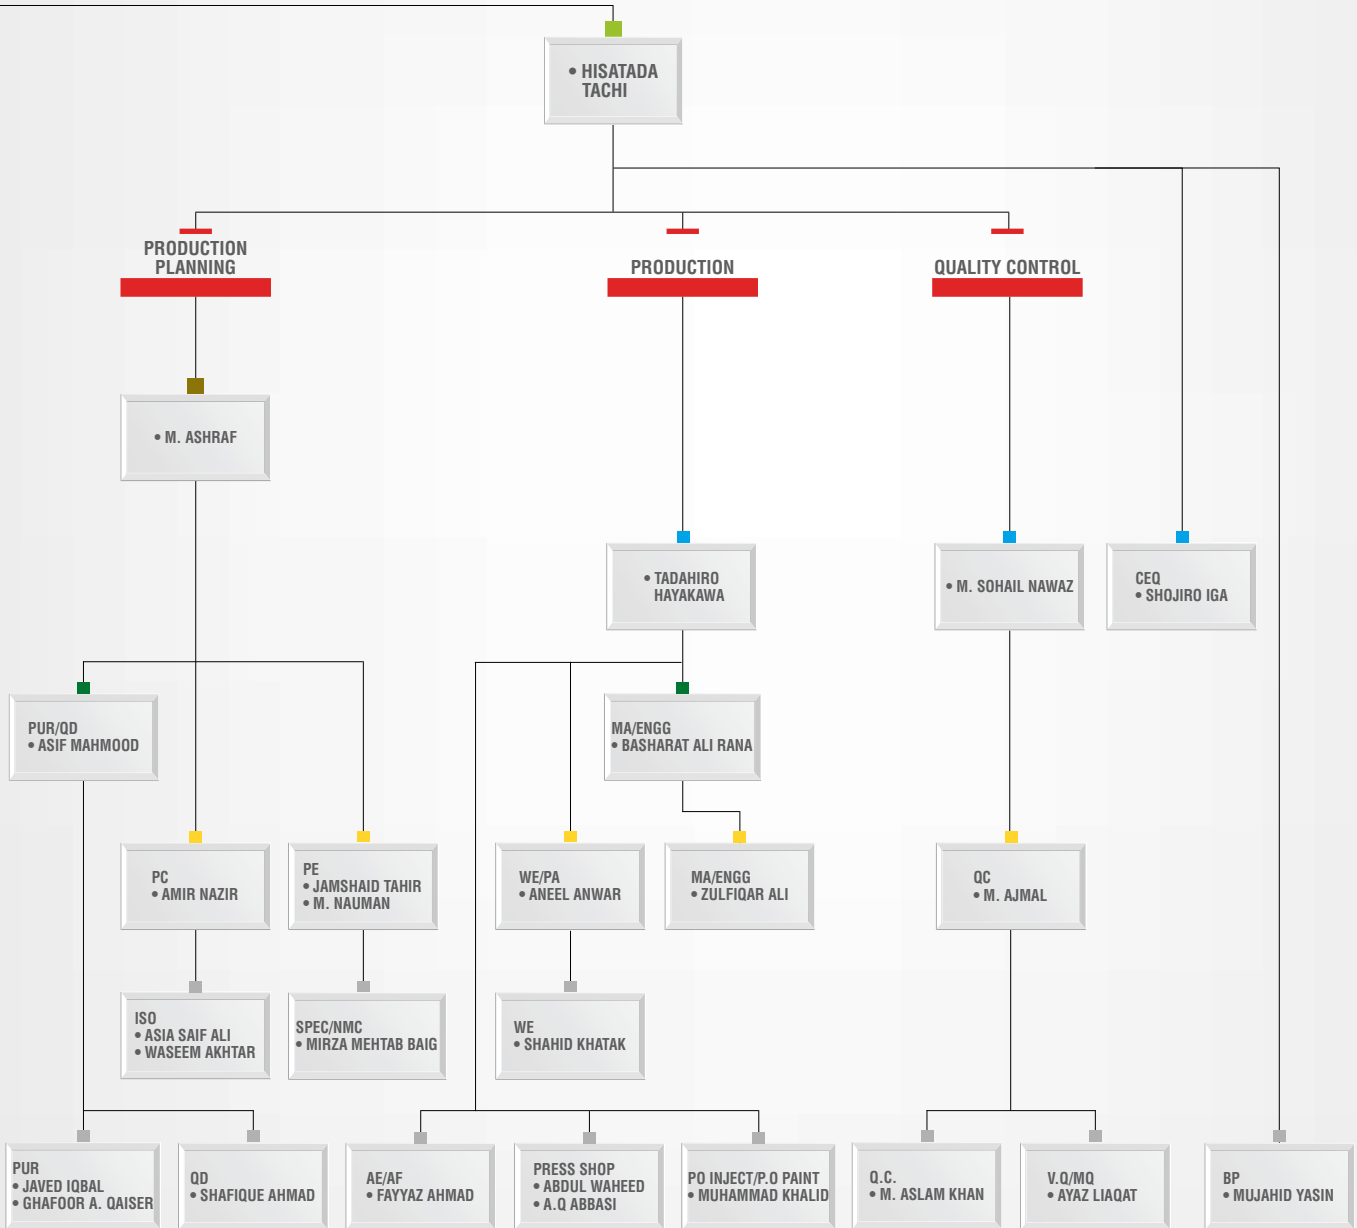 • HISATADA
TACHI
PRODUCTION
PLANNING
PRODUCTION
QUALITY CONTROL
• M. ASHRAF
• TADAHIRO
HAYAKAWA
• M. SOHAIL NAWAZ
CEQ
• SHOJIRO IGA
PUR/QD
• ASIF MAHMOOD
MA/ENGG
• BASHARAT ALI RANA
PC
• AMIR NAZIR
PE
• JAMSHAID TAHIR
• M. NAUMAN
WE/PA
• ANEEL ANWAR
MA/ENGG
• ZULFIQAR ALI
QC
• M. AJMAL
ISO
• ASIA SAIF ALI
• WASEEM AKHTAR
SPEC/NMC
• MIRZA MEHTAB BAIG
WE
• SHAHID KHATAK
PUR
• JAVED IQBAL
• GHAFOOR A. QAISER
QD
• SHAFIQUE AHMAD
AE/AF
• FAYYAZ AHMAD
PRESS SHOP
• ABDUL WAHEED
• A.Q ABBASI
PO INJECT/P.O PAINT
• MUHAMMAD KHALID
Q.C.
• M. ASLAM KHAN
V.Q/MQ
• AYAZ LIAQAT
BP
• MUJAHID YASIN